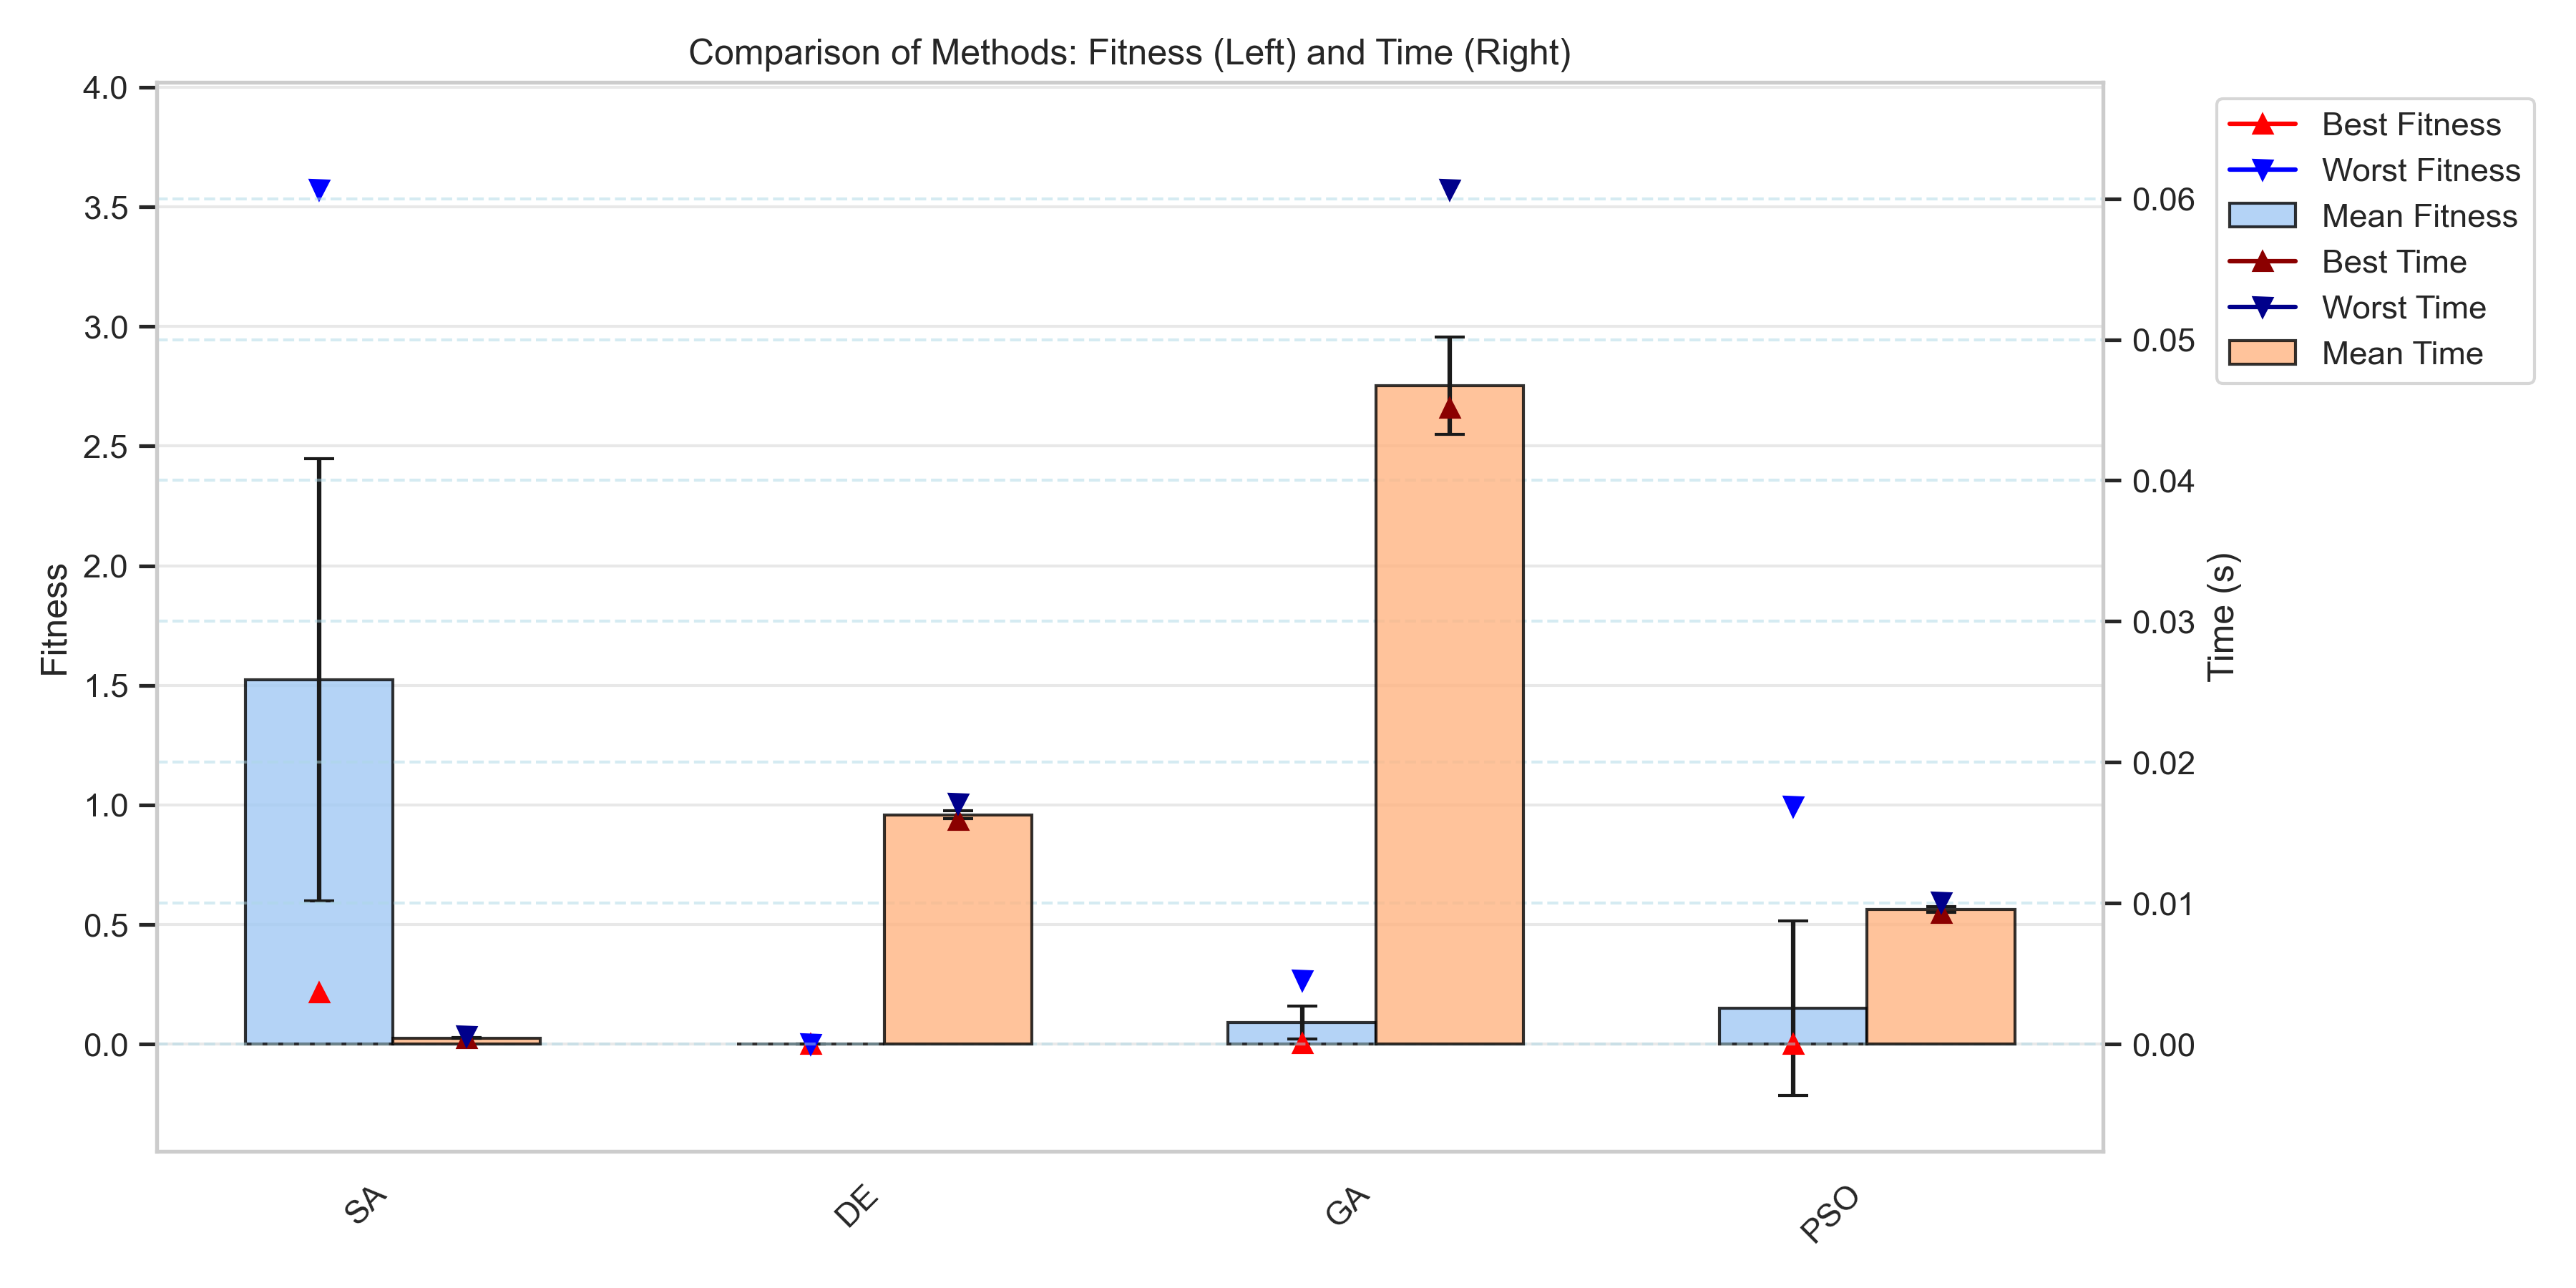 Comparison of Methods: Fitness (Left) and Time (Right)
4.0
3.5
3.0
2.5
2.0
1.5
1.0
0.5
0.0
Fitness
0.06
0.05
0.04
0.03
0.02
0.01
0.00
Time (s)
SA
DE
GA
PSO
Best Fitness
Worst Fitness
Mean Fitness
Best Time
Worst Time
Mean Time